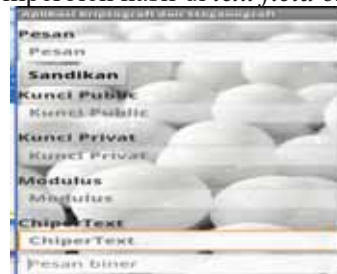 Aplikasi Kriptografi dan Steganografi
Pesan
Pesan
Sandikan
Kunci Public
Kunci Public
Kunci Privat
Kunci Privat
Modulus
Modulus
ChiperText
ChiperText
Pesan biner